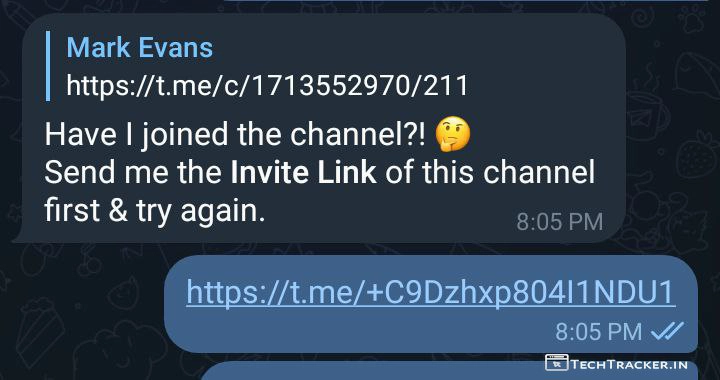 Mark Evans
https://t.me/c/1713552970/211
Have I joined the channel?! 🤔
Send me the Invite Link of this channel
first & try again.
8:05 PM
https://t.me/+C9Dzhxp804I1NDU1
8:05 PM
TECHTRACKER.IN